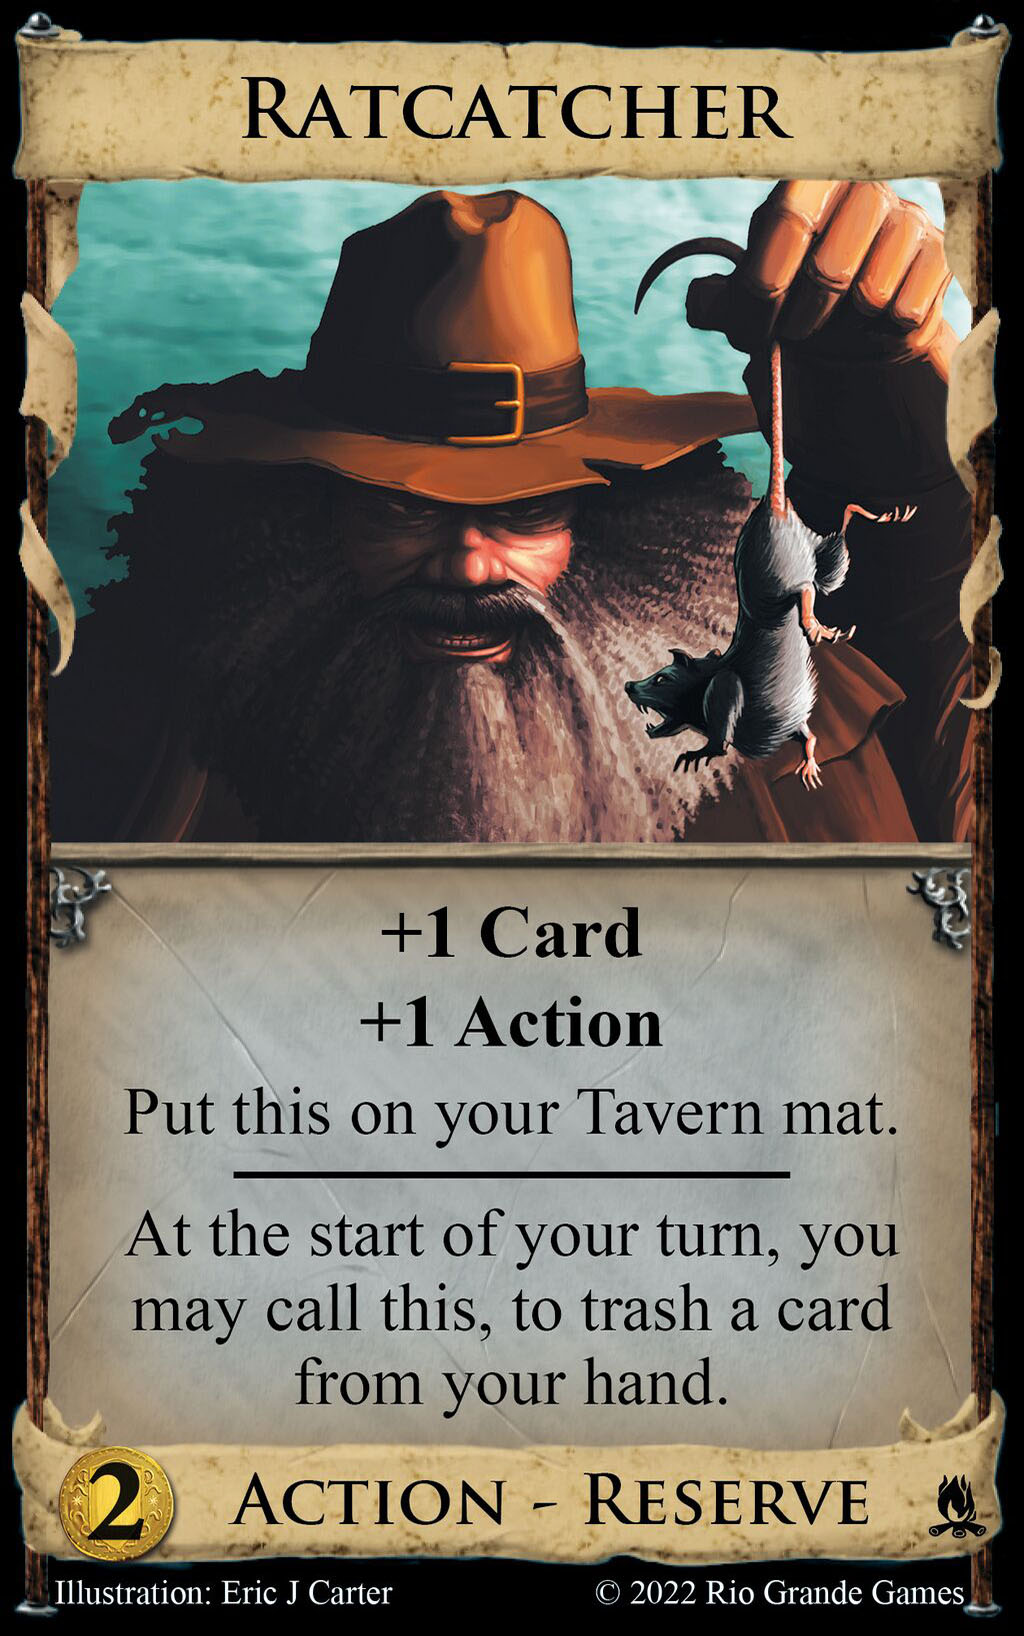 Ratcatcher
+1 Card
+1 Action
Put this on your Tavern mat.
At the start of your turn, you
may call this, to trash a card
from your hand.
2
Action - Reserve
Illustration: Eric J Carter
© 2022 Rio Grande Games